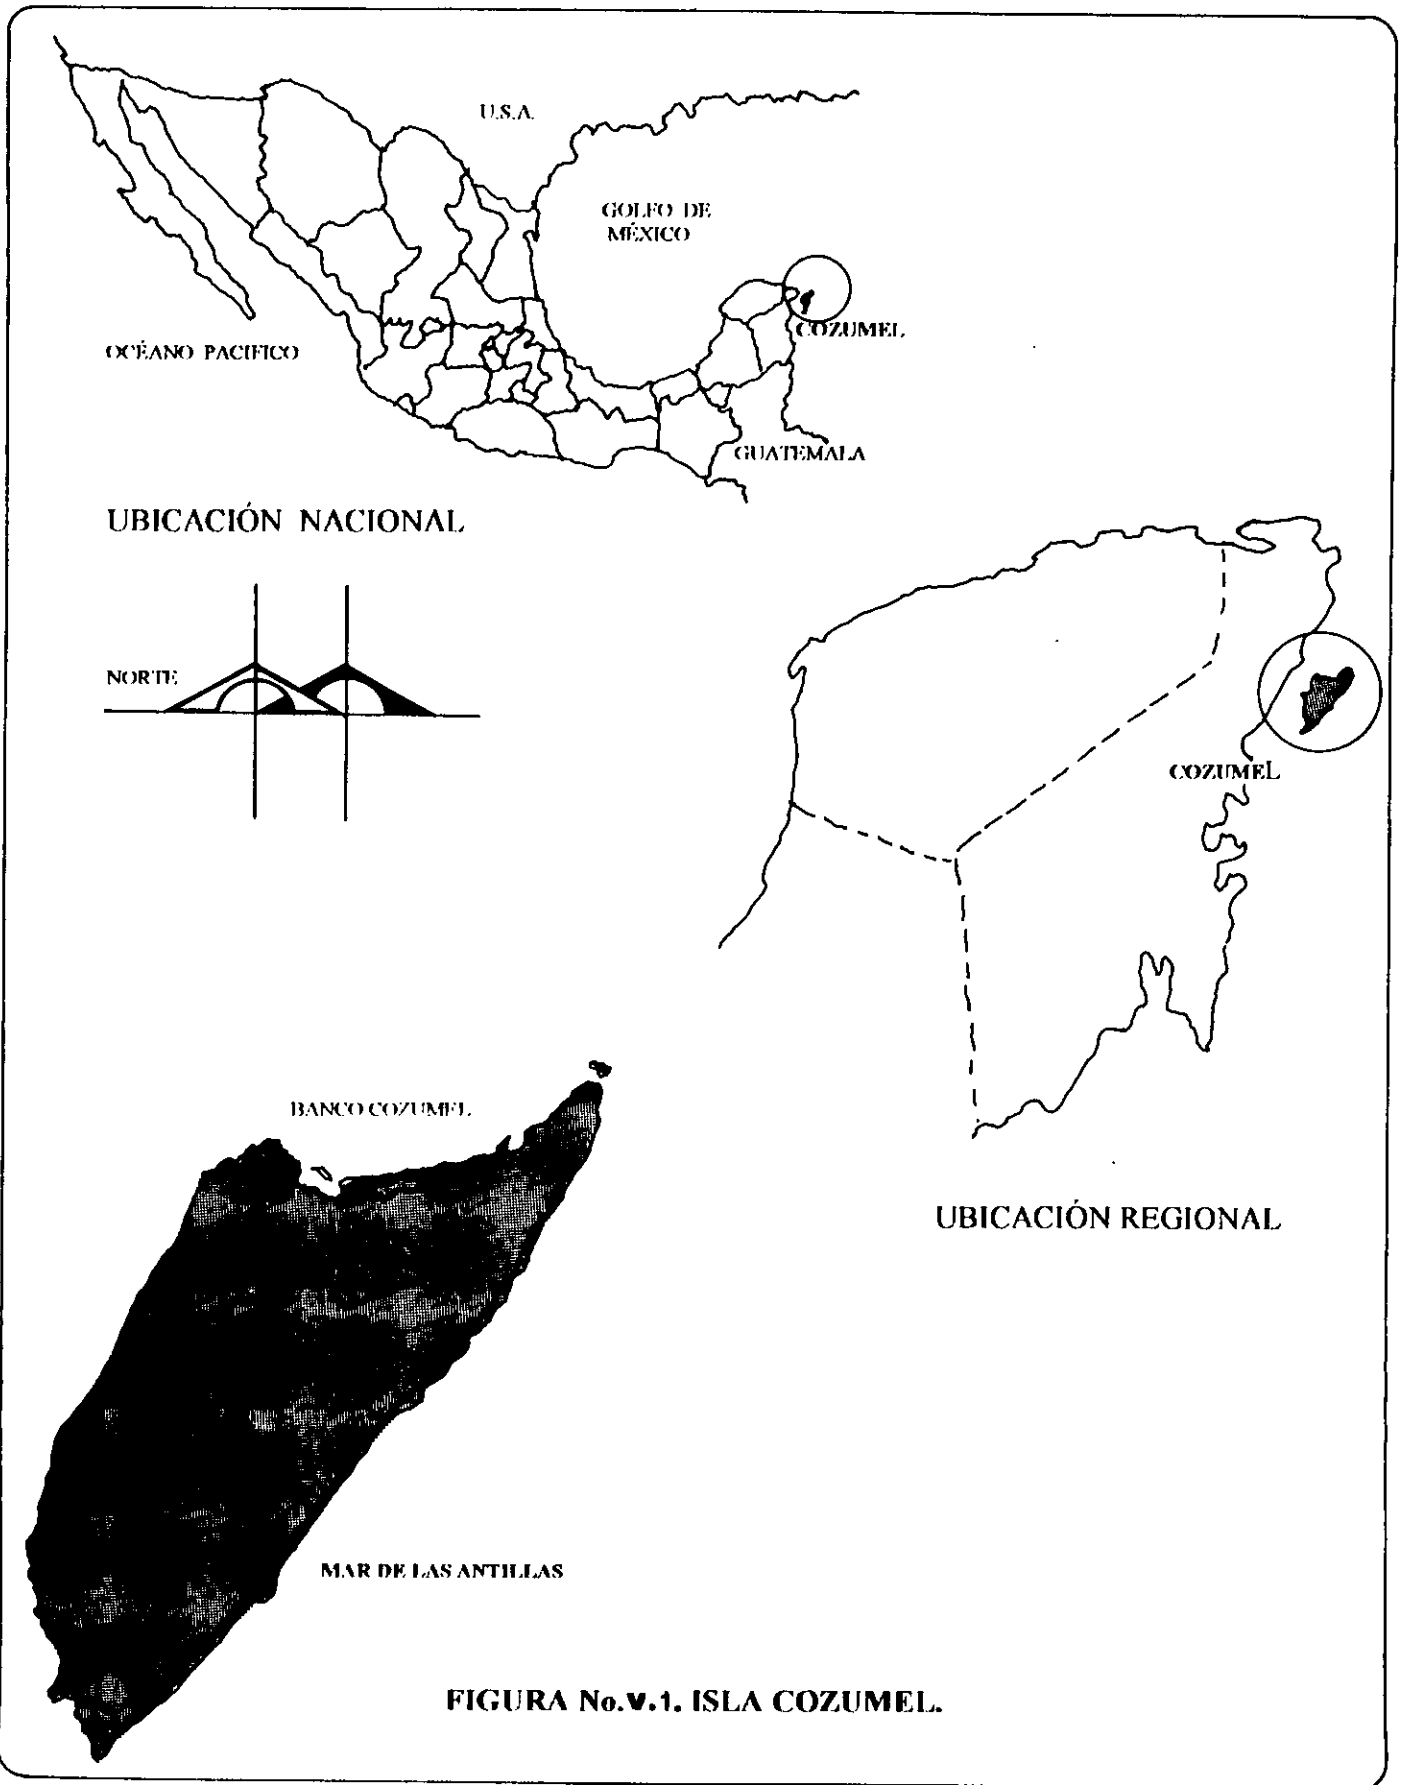 U.S.A.
GOLFO DE
MÉXICO
COZUMEL
OCÉANO PACIFICO
GUATEMALA
UBICACIÓN NACIONAL
NORTE
COZUMEL
BANCO COZUMEL
UBICACIÓN REGIONAL
MAR DE LAS ANTILLAS
FIGURA No.V.1. ISLA COZUMEL.